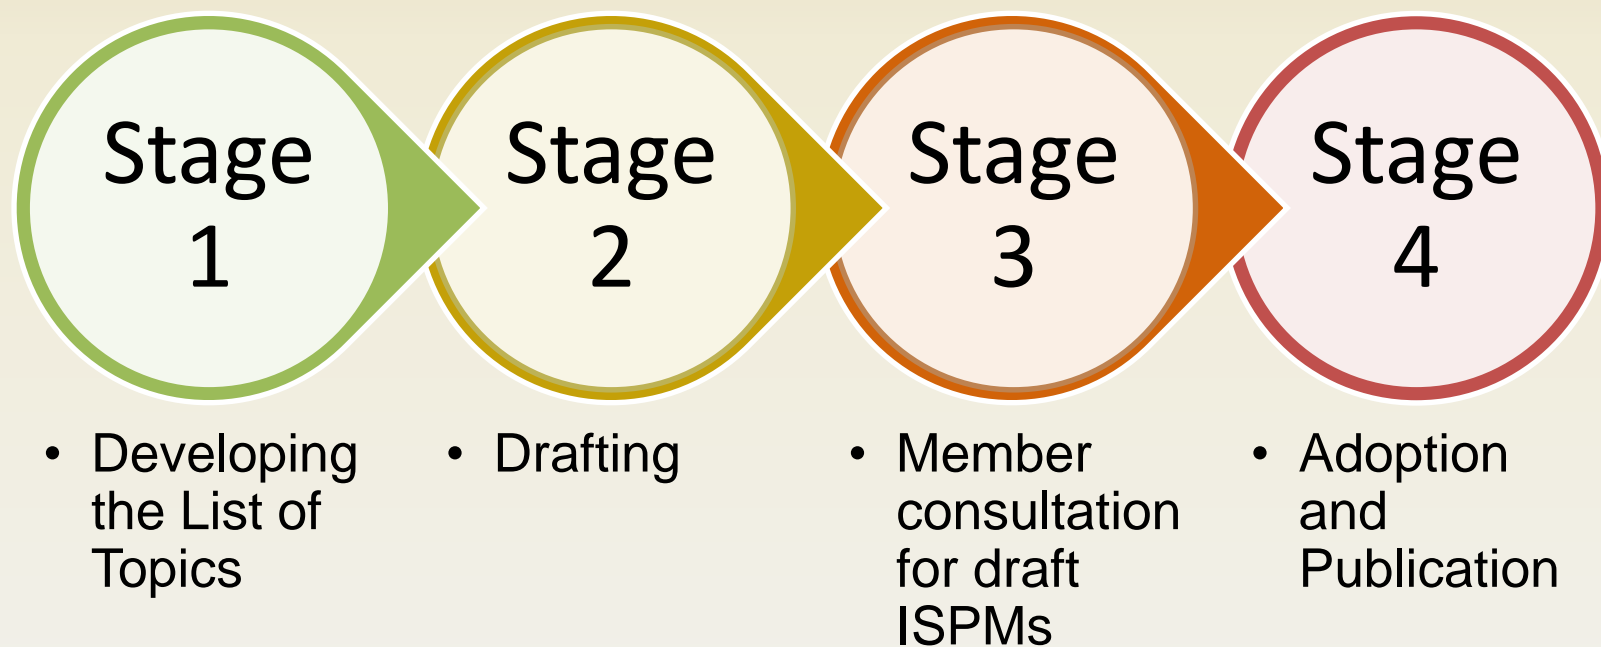 Stage
1
Stage
2
Stage
3
Stage
4
• Developing
the List of
Topics
• Drafting
• Member
consultation
for draft
ISPMs
• Adoption
and
Publication